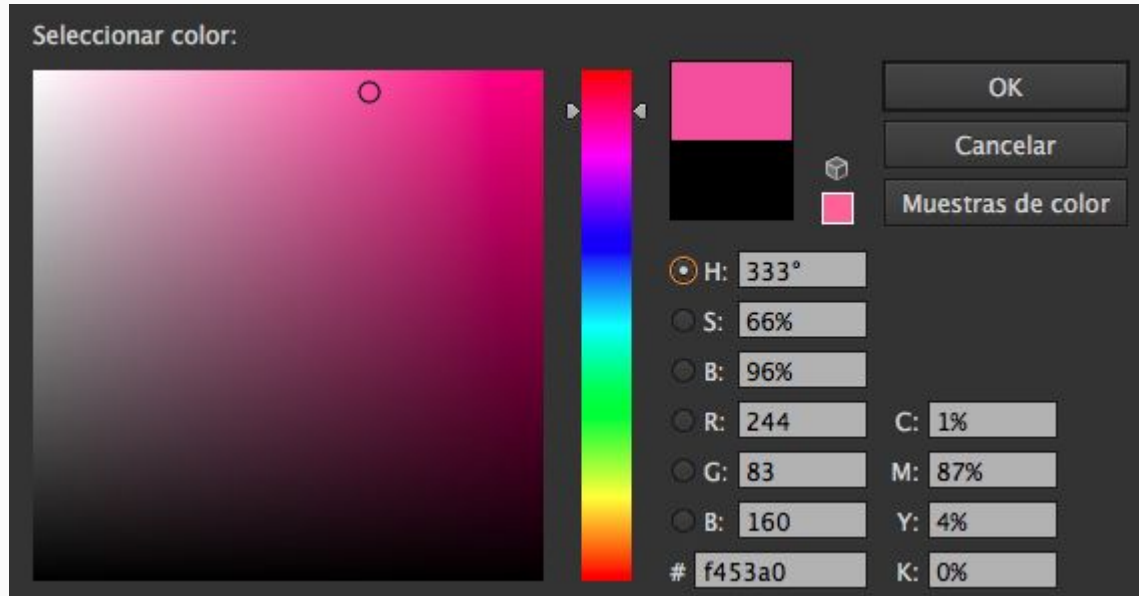 Seleccionar color:
OK
Cancelar
Muestras de color
H: 333°
S: 66%
B: 96%
R: 244
C: 1%
G: 83
M: 87%
B: 160
Y: 4%
# f453a0
K: 0%